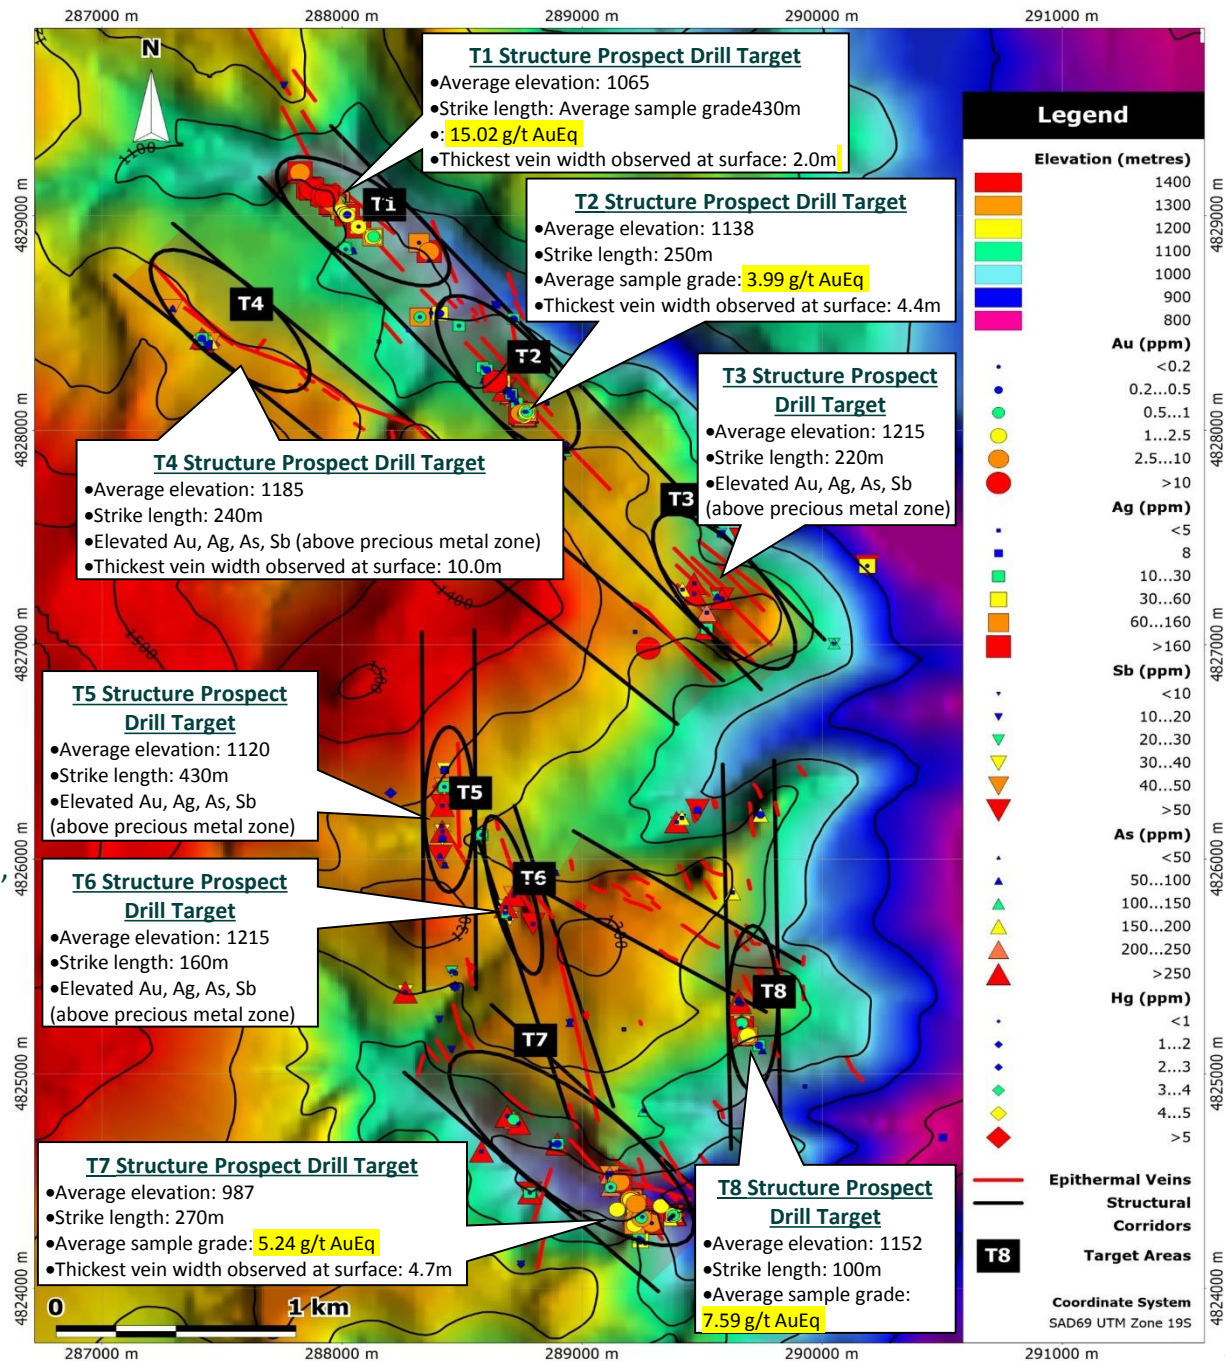 287000 m 288000 m 289000 m 290000 m 291000 m
N
T1 Structure Prospect Drill Target
•Average elevation: 1065
•Strike length: Average sample grade430m
•: 15.02 g/t AuEq
•Thickest vein width observed at surface: 2.0m
T2 Structure Prospect Drill Target
•Average elevation: 1138
•Strike length: 250m
•Average sample grade: 3.99 g/t AuEq
•Thickest vein width observed at surface: 4.4m
T3 Structure Prospect
Drill Target
•Average elevation: 1215
•Strike length: 220m
•Elevated Au, Ag, As, Sb
(above precious metal zone)
T4 Structure Prospect Drill Target
•Average elevation: 1185
•Strike length: 240m
•Elevated Au, Ag, As, Sb (above precious metal zone)
•Thickest vein width observed at surface: 10.0m
T5 Structure Prospect
Drill Target
•Average elevation: 1120
•Strike length: 430m
•Elevated Au, Ag, As, Sb
(above precious metal zone)
,
T6 Structure Prospect
Drill Target
•Average elevation: 1215
•Strike length: 160m
•Elevated Au, Ag, As, Sb
(above precious metal zone)
T7 Structure Prospect Drill Target
•Average elevation: 987
•Strike length: 270m
•Average sample grade: 5.24 g/t AuEq
•Thickest vein width observed at surface: 4.7m
T8 Structure Prospect
Drill Target
•Average elevation: 1152
•Strike length: 100m
•Average sample grade:
7.59 g/t AuEq
T1
T2
T3
T4
T5
T6
T7
T8
1100
1400
1500
4829000 m
4828000 m
4827000 m
4826000 m
4825000 m
4824000 m
4829000 m
4828000 m
4827000 m
4826000 m
4825000 m
4824000 m
Legend
Elevation (metres)
1400
1300
1200
1100
1000
900
800
Au (ppm)
<0.2
0.2...0.5
0.5...1
1...2.5
2.5...10
>10
Ag (ppm)
<5
8
10...30
30...60
60...160
>160
Sb (ppm)
<10
10...20
20...30
30...40
40...50
>50
As (ppm)
<50
50...100
100...150
150...200
200...250
>250
Hg (ppm)
<1
1...2
2...3
3...4
4...5
>5
Epithermal Veins
Structural
Corridors
T8 Target Areas
Coordinate System
SAD69 UTM Zone 19S
0 1 km
287000 m 288000 m 289000 m 290000 m 291000 m